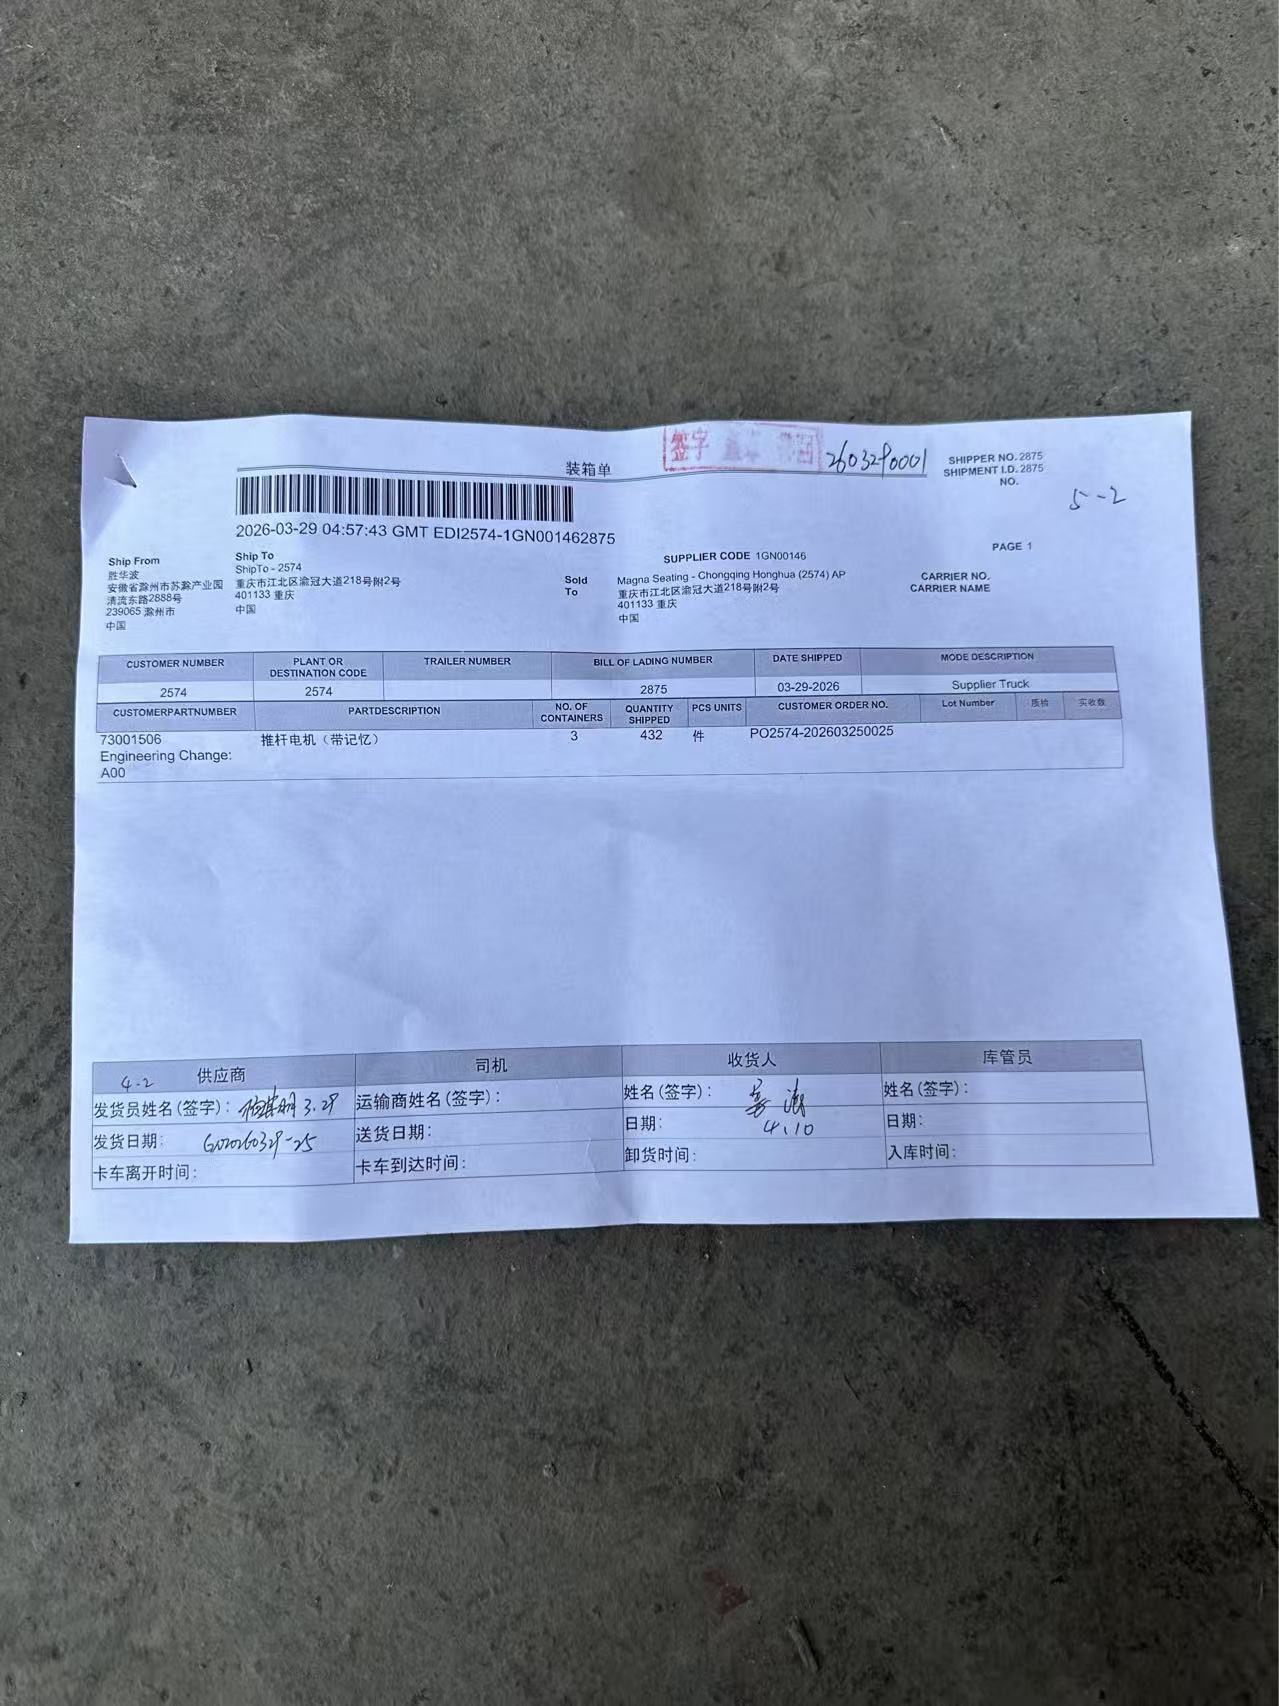 装箱单
签字
2603290001
SHIPPER NO. 2875
SHIPMENT I.D. 2875
NO.
5-2
2026-03-29 04:57:43 GMT EDI2574-1GN001462875
PAGE 1
Ship From
胜华波
安徽省滁州市苏滁产业园
清流东路2888号
239065 滁州市
中国
Ship To
ShipTo - 2574
重庆市江北区渝冠大道218号附2号
401133 重庆
中国
Sold To
SUPPLIER CODE 1GN00146
Magna Seating - Chongqing Honghua (2574) AP
重庆市江北区渝冠大道218号附2号
401133 重庆
中国
CARRIER NO.
CARRIER NAME
CUSTOMER NUMBER PLANT OR DESTINATION CODE TRAILER NUMBER BILL OF LADING NUMBER DATE SHIPPED MODE DESCRIPTION
2574 2574 2875 03-29-2026 Supplier Truck
CUSTOMERPARTNUMBER PARTDESCRIPTION NO. OF CONTAINERS QUANTITY SHIPPED PCS UNITS CUSTOMER ORDER NO. Lot Number 质检 实收数
73001506 推杆电机（带记忆） 3 432 件 PO2574-202603250025
Engineering Change:
A00
4-2 供应商 司机 收货人 库管员
发货员姓名(签字)： 3.29 运输商姓名(签字)： 姓名(签字)： 姓名(签字)：
发货日期： 送货日期： 日期： 4.10 日期：
卡车离开时间： 卡车到达时间： 卸货时间： 入库时间：